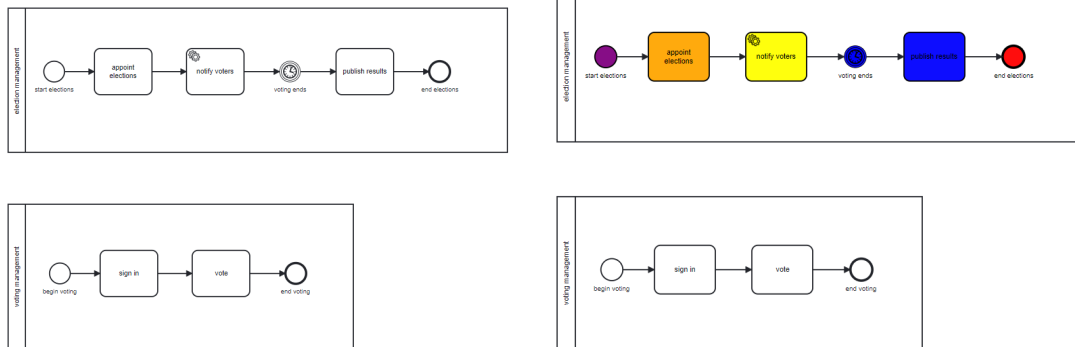 election management
appoint
elections
notify voters
publish results
start elections
voting ends
end elections
election management
appoint
elections
notify voters
publish results
start elections
voting ends
end elections
voting management
sign in
vote
begin voting
end voting
voting management
sign in
vote
begin voting
end voting